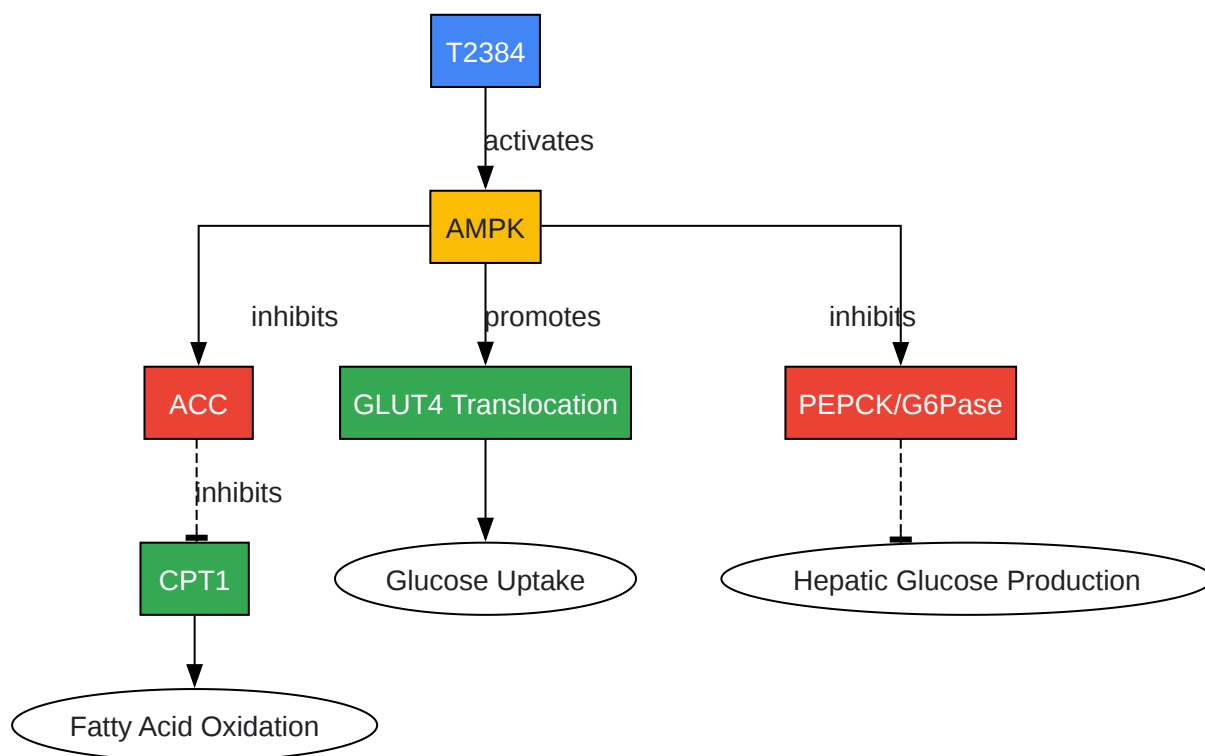 T2384
activates
AMPK
inhibits
promotes
inhibits
ACC
GLUT4 Translocation
PEPCK/G6Pase
inhibits
CPT1
Glucose Uptake
Hepatic Glucose Production
Fatty Acid Oxidation